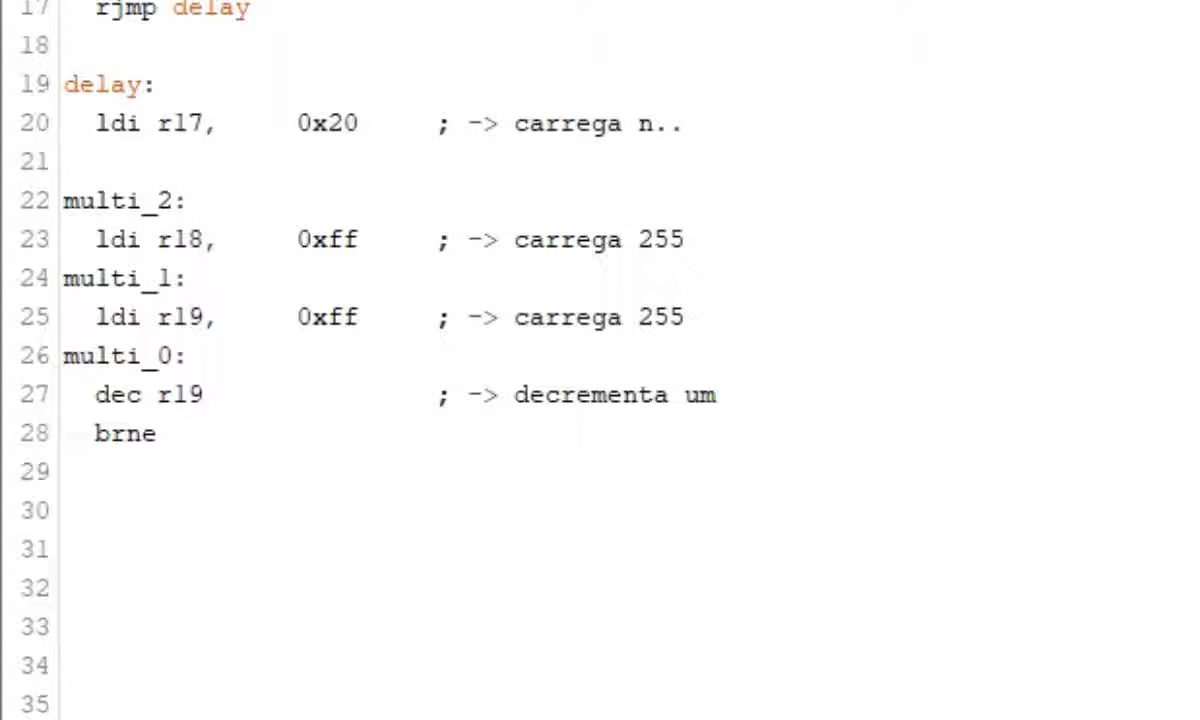 17 rjmp delay
18
19 delay:
20 ldi r17, 0x20 ; -> carrega n..
21
22 multi_2:
23 ldi r18, 0xff ; -> carrega 255
24 multi_1:
25 ldi r19, 0xff ; -> carrega 255
26 multi_0:
27 dec r19 ; -> decrementa um
28 brne
29
30
31
32
33
34
35